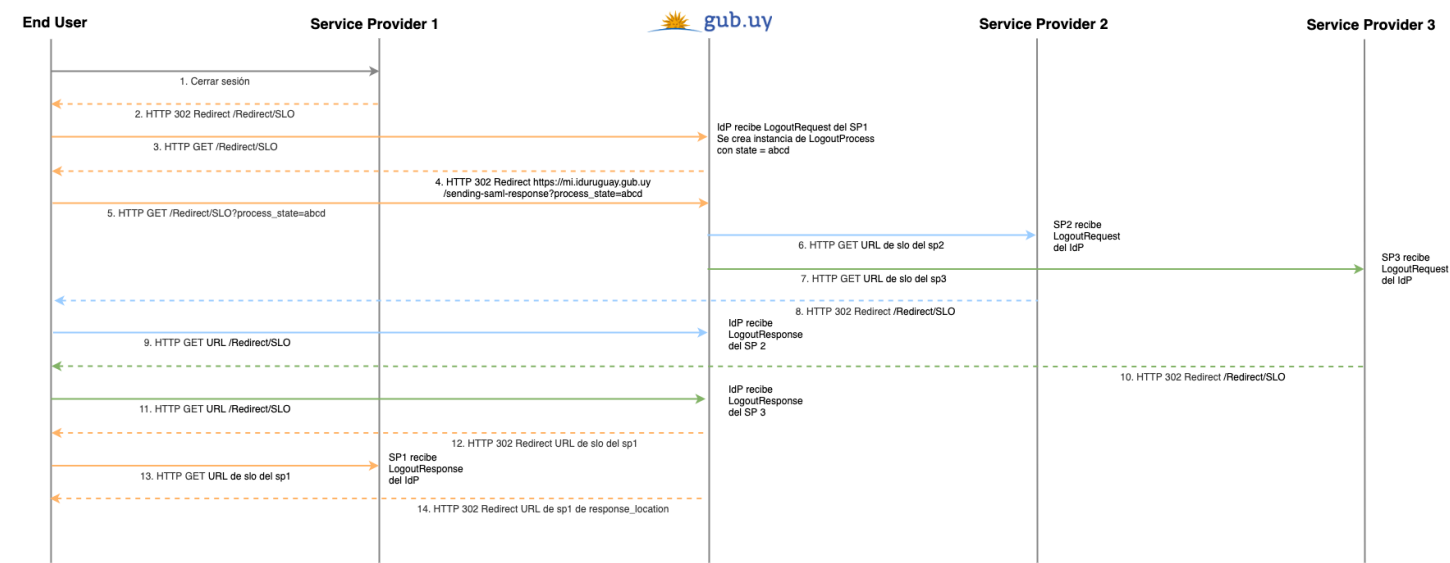 End User
Service Provider 1
gub.uy
Service Provider 2
Service Provider 3
1. Cerrar sesión
2. HTTP 302 Redirect /Redirect/SLO
IdP recibe LogoutRequest del SP1
Se crea instancia de LogoutProcess
con state = abcd
3. HTTP GET /Redirect/SLO
4. HTTP 302 Redirect https://mi.iduruguay.gub.uy
/sending-saml-response?process_state=abcd
5. HTTP GET /Redirect/SLO?process_state=abcd
SP2 recibe
LogoutRequest
del IdP
6. HTTP GET URL de slo del sp2
SP3 recibe
LogoutRequest
del IdP
7. HTTP GET URL de slo del sp3
8. HTTP 302 Redirect /Redirect/SLO
IdP recibe
LogoutResponse
del SP 2
9. HTTP GET URL /Redirect/SLO
10. HTTP 302 Redirect /Redirect/SLO
IdP recibe
LogoutResponse
del SP 3
11. HTTP GET URL /Redirect/SLO
12. HTTP 302 Redirect URL de slo del sp1
SP1 recibe
LogoutResponse
del IdP
13. HTTP GET URL de slo del sp1
14. HTTP 302 Redirect URL de sp1 de response_location